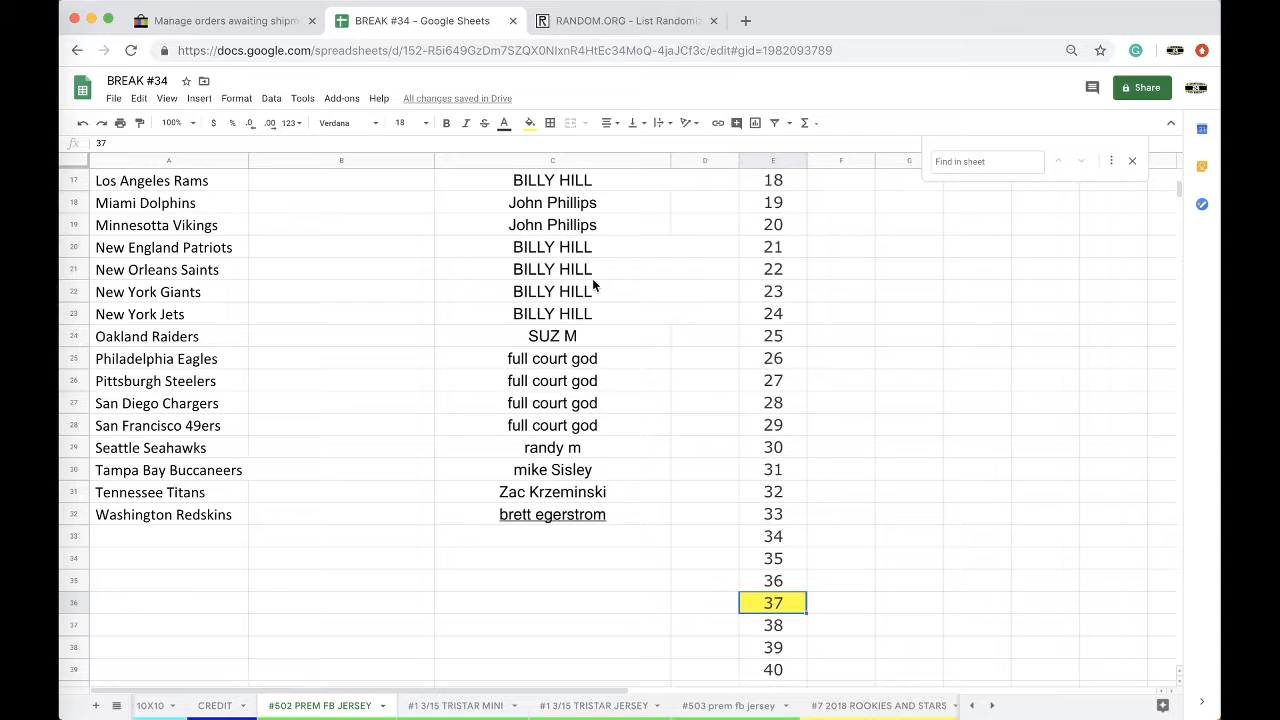 Manage orders awaiting shipm
BREAK #34 - Google Sheets
RANDOM.ORG - List Randomiz
https://docs.google.com/spreadsheets/d/152-R5i649GzDm7SZQX0NIxnR4HtEc34MoQ-4jaJCf3c/edit#gid=1962093789
BREAK #34
File Edit View Insert Format Data Tools Add-ons Help All changes saved in Drive
Share
100% $ % .0 .00 123 Verdana 18 B I S A
fx 37
Find in sheet
A B C D E F G
17 Los Angeles Rams BILLY HILL 18
18 Miami Dolphins John Phillips 19
19 Minnesotta Vikings John Phillips 20
20 New England Patriots BILLY HILL 21
21 New Orleans Saints BILLY HILL 22
22 New York Giants BILLY HILL 23
23 New York Jets BILLY HILL 24
24 Oakland Raiders SUZ M 25
25 Philadelphia Eagles full court god 26
26 Pittsburgh Steelers full court god 27
27 San Diego Chargers full court god 28
28 San Francisco 49ers full court god 29
29 Seattle Seahawks randy m 30
30 Tampa Bay Buccaneers mike Sisley 31
31 Tennessee Titans Zac Krzeminski 32
32 Washington Redskins brett egerstrom 33
33 34
34 35
35 36
36 37
37 38
38 39
39 40
10X10 CREDIT #502 PREM FB JERSEY #1 3/15 TRISTAR MINI #1 3/15 TRISTAR JERSEY #503 prem fb jersey #7 2018 ROOKIES AND STARS